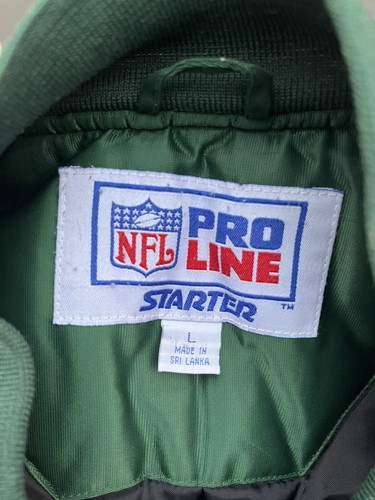 NFL
PRO
LINE
STARTER ™
L
MADE IN
SRI LANKA